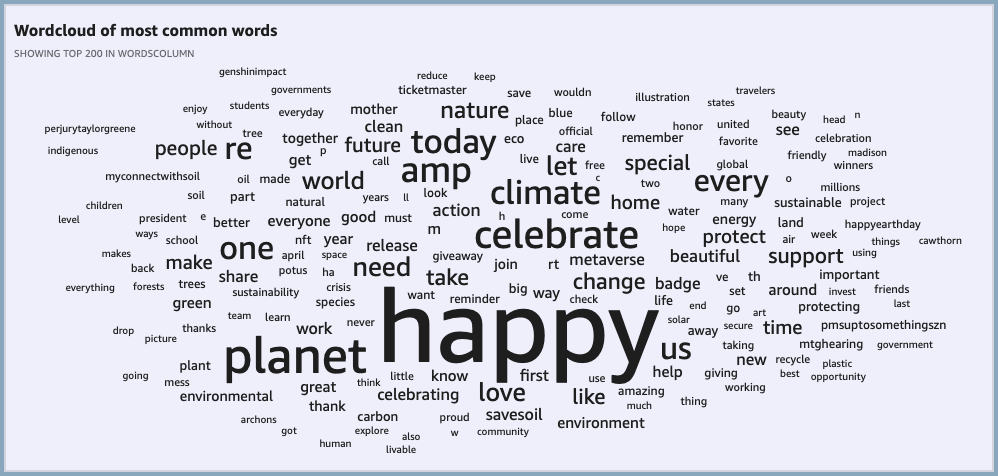 Wordcloud of most common words
SHOWING TOP 200 IN WORDSCOLUMN
genshinimpact reduce keep
governments ticketmaster save wouldn illustration travelers
enjoy students everyday mother nature place blue follow states beauty head n
perjurytaylorgreene without tree together clean future today eco official care remember honor united favorite see celebration
indigenous people re get p call amp live let free special global friendly madison winners
myconnectwithsoil oil made world climate c home two every o millions
soil part natural years ll look many sustainable project
children level president e better everyone good must action h come water energy land happyearthday
ways school one nft year release m celebrate hope protect air week things cawthorn
makes back make april space giveaway join rt metaverse beautiful support using
everything forests trees share potus ha need take change badge ve th important
green sustainability crisis species want reminder big way check life set around invest friends
team learn never happy end go art protecting last
drop picture thanks work solar away secure time pmsuptosomethingszn
planet us taking mtghearing government
going plant mess little know first use help giving new recycle best plastic opportunity
environmental great think celebrating love like amazing working
thank much thing
archons got carbon proud savesoil environment
explore also w community
human livable